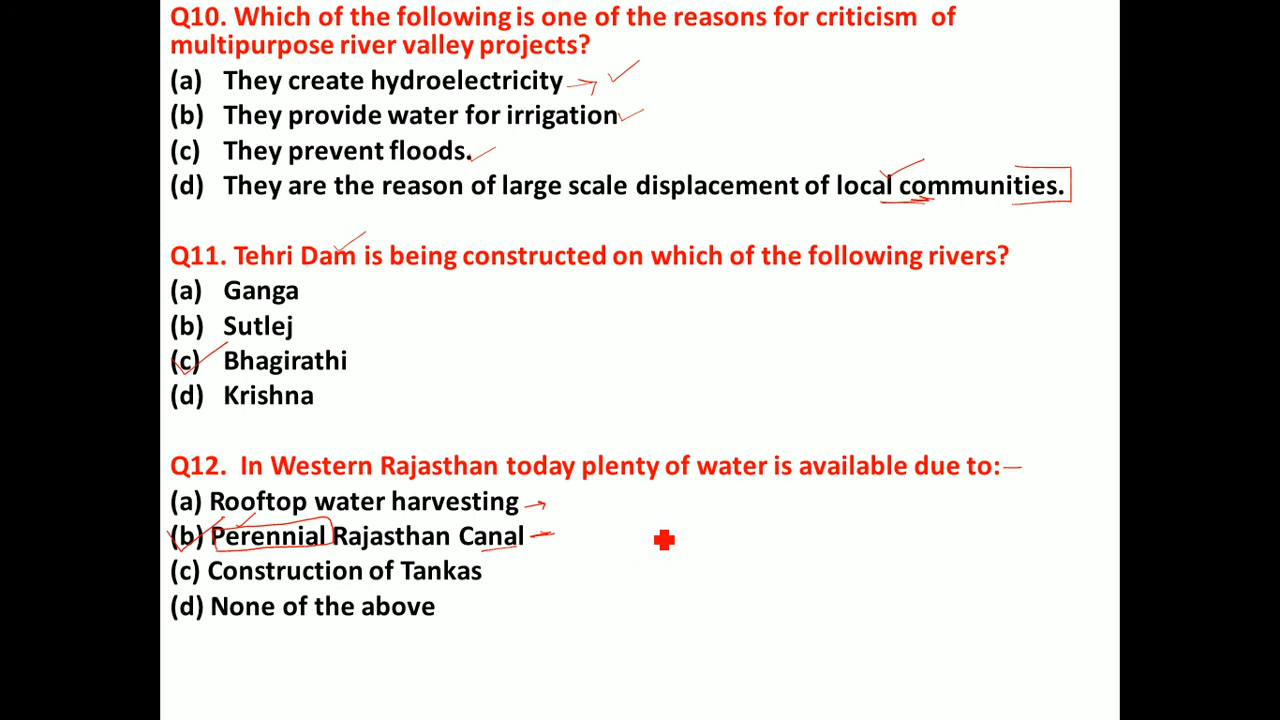 Q10. Which of the following is one of the reasons for criticism of
multipurpose river valley projects?
(a) They create hydroelectricity
(b) They provide water for irrigation
(c) They prevent floods.
(d) They are the reason of large scale displacement of local communities.
Q11. Tehri Dam is being constructed on which of the following rivers?
(a) Ganga
(b) Sutlej
(c) Bhagirathi
(d) Krishna
Q12. In Western Rajasthan today plenty of water is available due to:
(a) Rooftop water harvesting
(b) Perennial Rajasthan Canal
(c) Construction of Tankas
(d) None of the above